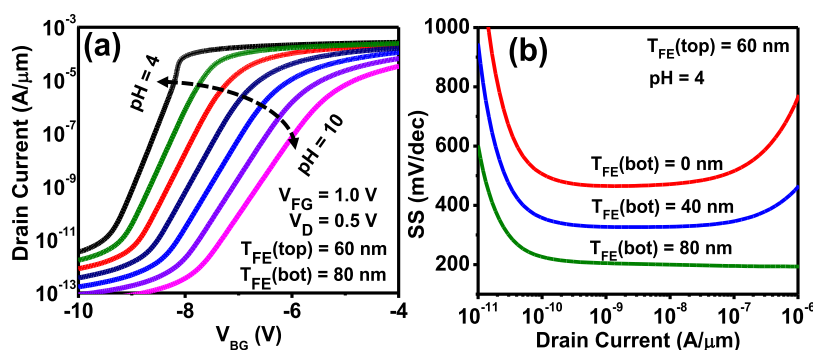 (a)
pH = 4
pH = 10
V_FG = 1.0 V
V_D = 0.5 V
T_FE(top) = 60 nm
T_FE(bot) = 80 nm
Drain Current (A/μm)
10^-3
10^-5
10^-7
10^-9
10^-11
10^-13
-10 -8 -6 -4
V_BG (V)
(b)
T_FE(top) = 60 nm
pH = 4
T_FE(bot) = 0 nm
T_FE(bot) = 40 nm
T_FE(bot) = 80 nm
SS (mV/dec)
1000
800
600
400
200
10^-11 10^-10 10^-9 10^-8 10^-7 10^-6
Drain Current (A/μm)